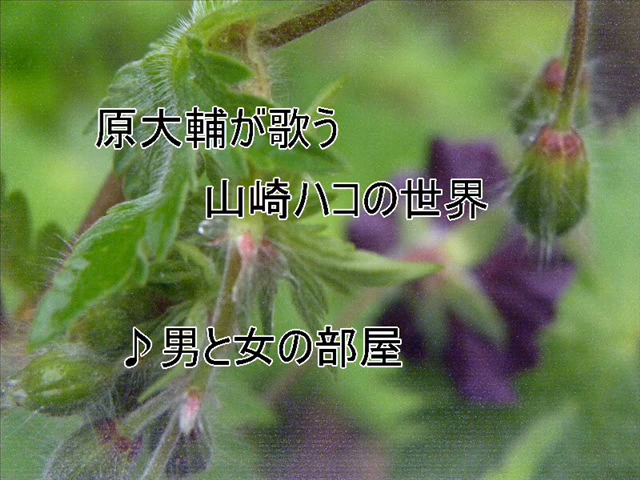 原大輔が歌う
山崎ハコの世界
♪男と女の部屋